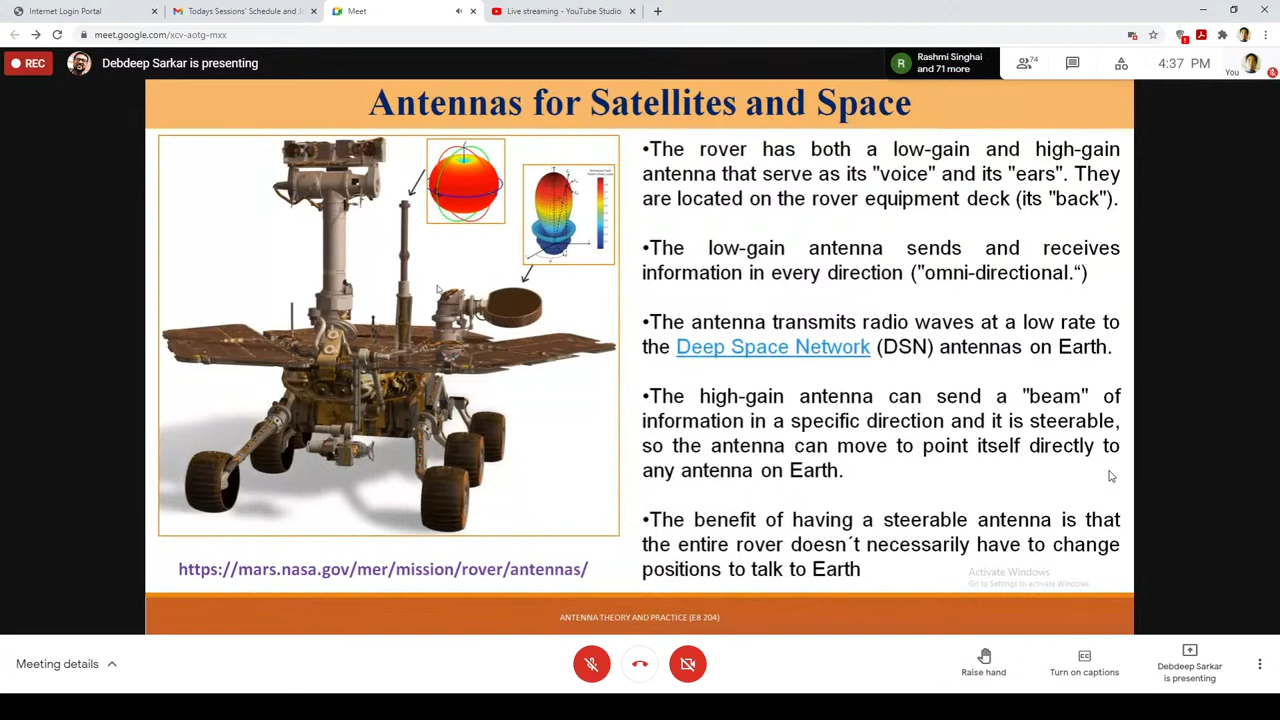 Internet Login Portal
Todays Sessions' Schedule and Jo
Meet
Live streaming - YouTube Studio
meet.google.com/xcv-aotg-mxx
REC
Debdeep Sarkar is presenting
R
Rashmi Singhai
and 71 more
74
You
4:37 PM
Antennas for Satellites and Space
•The rover has both a low-gain and high-gain
antenna that serve as its "voice" and its "ears". They
are located on the rover equipment deck (its "back").
•The low-gain antenna sends and receives
information in every direction ("omni-directional.“)
•The antenna transmits radio waves at a low rate to
the Deep Space Network (DSN) antennas on Earth.
•The high-gain antenna can send a "beam" of
information in a specific direction and it is steerable,
so the antenna can move to point itself directly to
any antenna on Earth.
•The benefit of having a steerable antenna is that
the entire rover doesn´t necessarily have to change
positions to talk to Earth
https://mars.nasa.gov/mer/mission/rover/antennas/
Activate Windows
Go to Settings to activate Windows.
ANTENNA THEORY AND PRACTICE (E8 204)
Meeting details
Raise hand
CC
Turn on captions
Debdeep Sarkar
is presenting